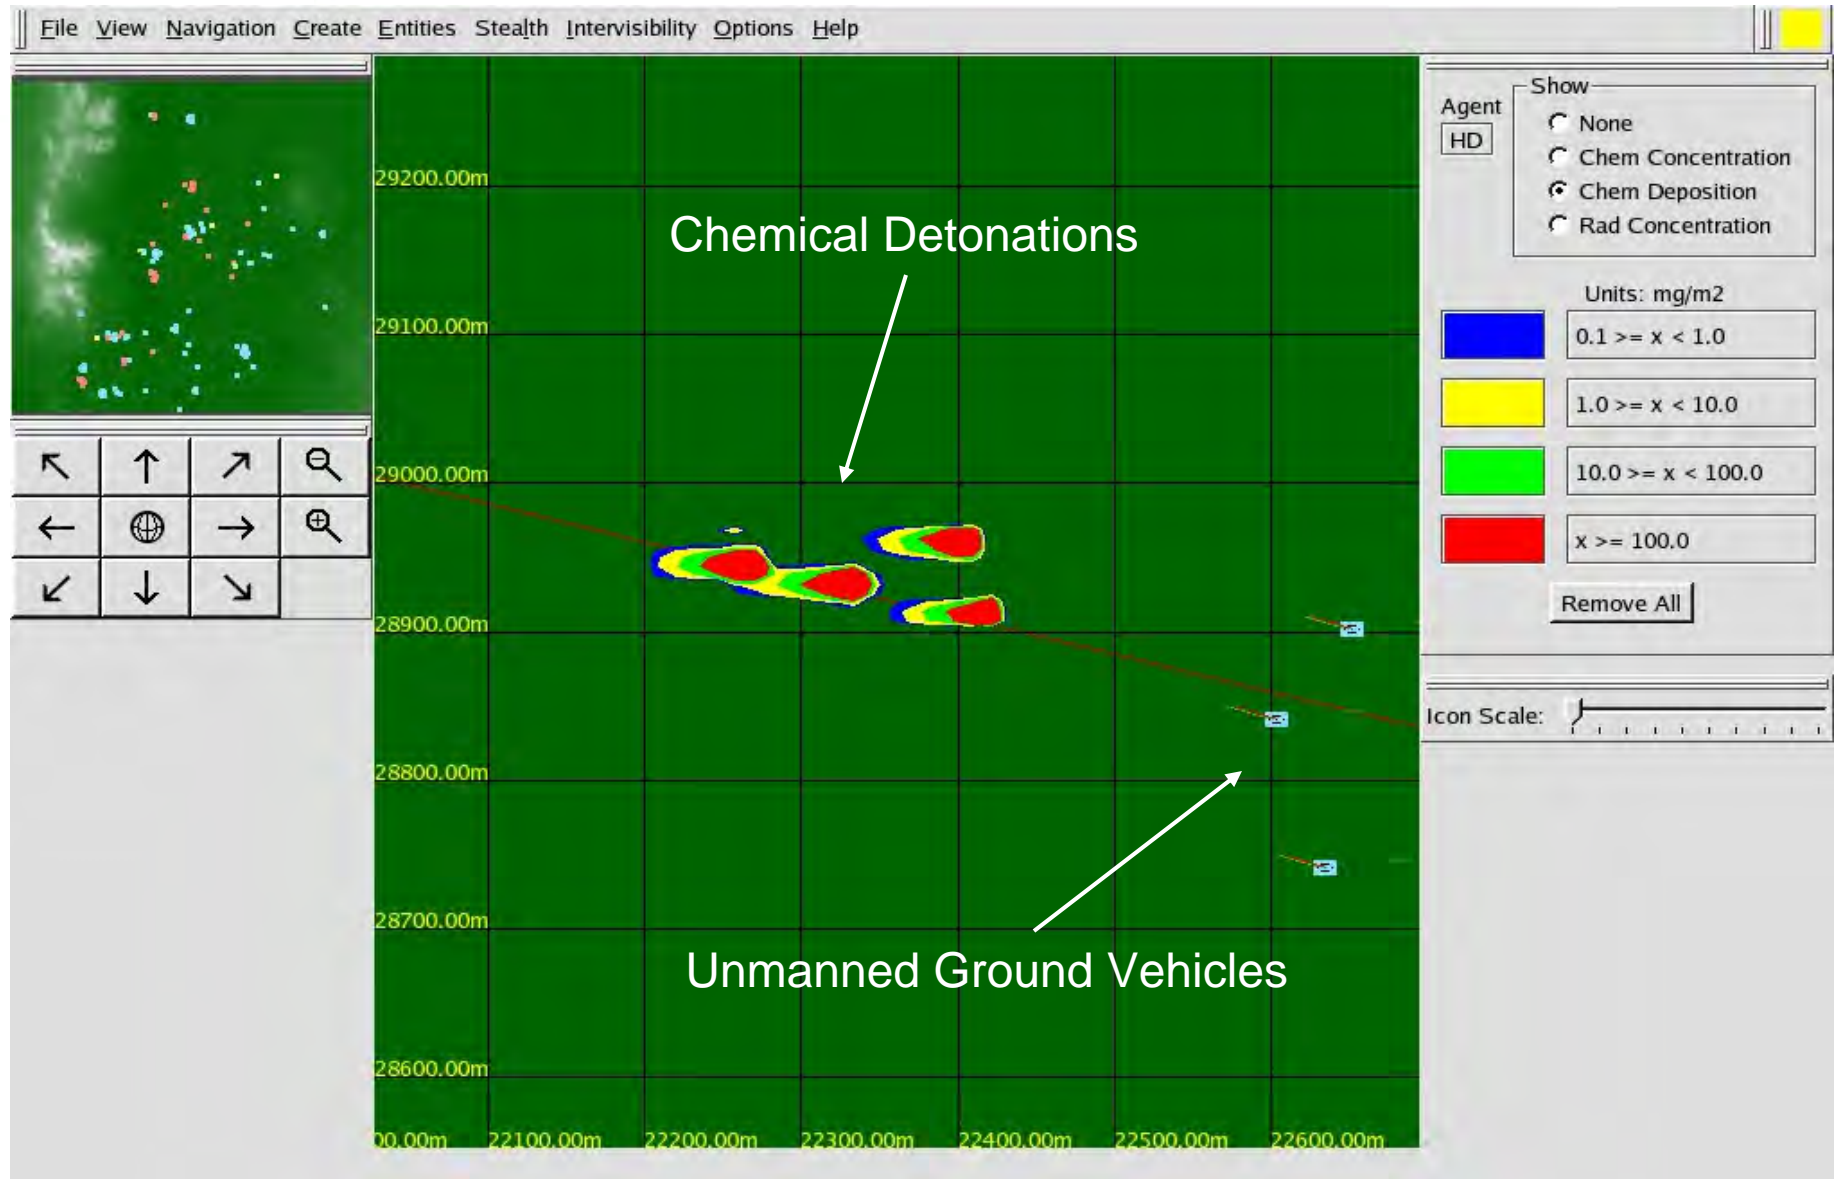 File View Navigation Create Entities Stealth Intervisibility Options Help
Agent
HD
Show
None
Chem Concentration
Chem Deposition
Rad Concentration
Units: mg/m2
0.1 >= x < 1.0
1.0 >= x < 10.0
10.0 >= x < 100.0
x >= 100.0
Remove All
Icon Scale:
29200.00m
Chemical Detonations
29100.00m
29000.00m
28900.00m
28800.00m
28700.00m
Unmanned Ground Vehicles
28600.00m
00.00m 22100.00m 22200.00m 22300.00m 22400.00m 22500.00m 22600.00m